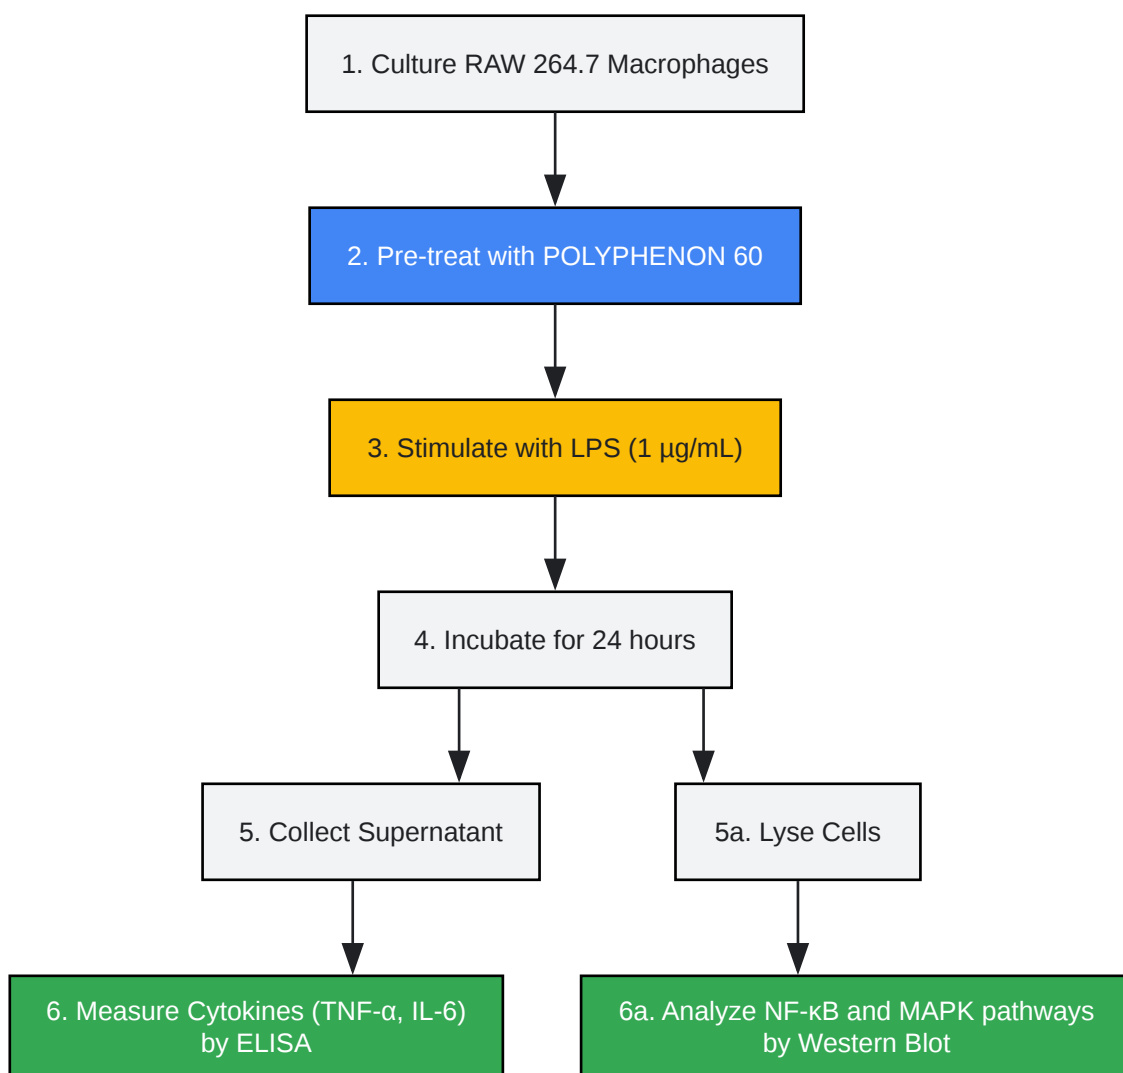 1. Culture RAW 264.7 Macrophages
2. Pre-treat with POLYPHENON 60
3. Stimulate with LPS (1 µg/mL)
4. Incubate for 24 hours
5. Collect Supernatant
5a. Lyse Cells
6. Measure Cytokines (TNF-α, IL-6)
by ELISA
6a. Analyze NF-κB and MAPK pathways
by Western Blot